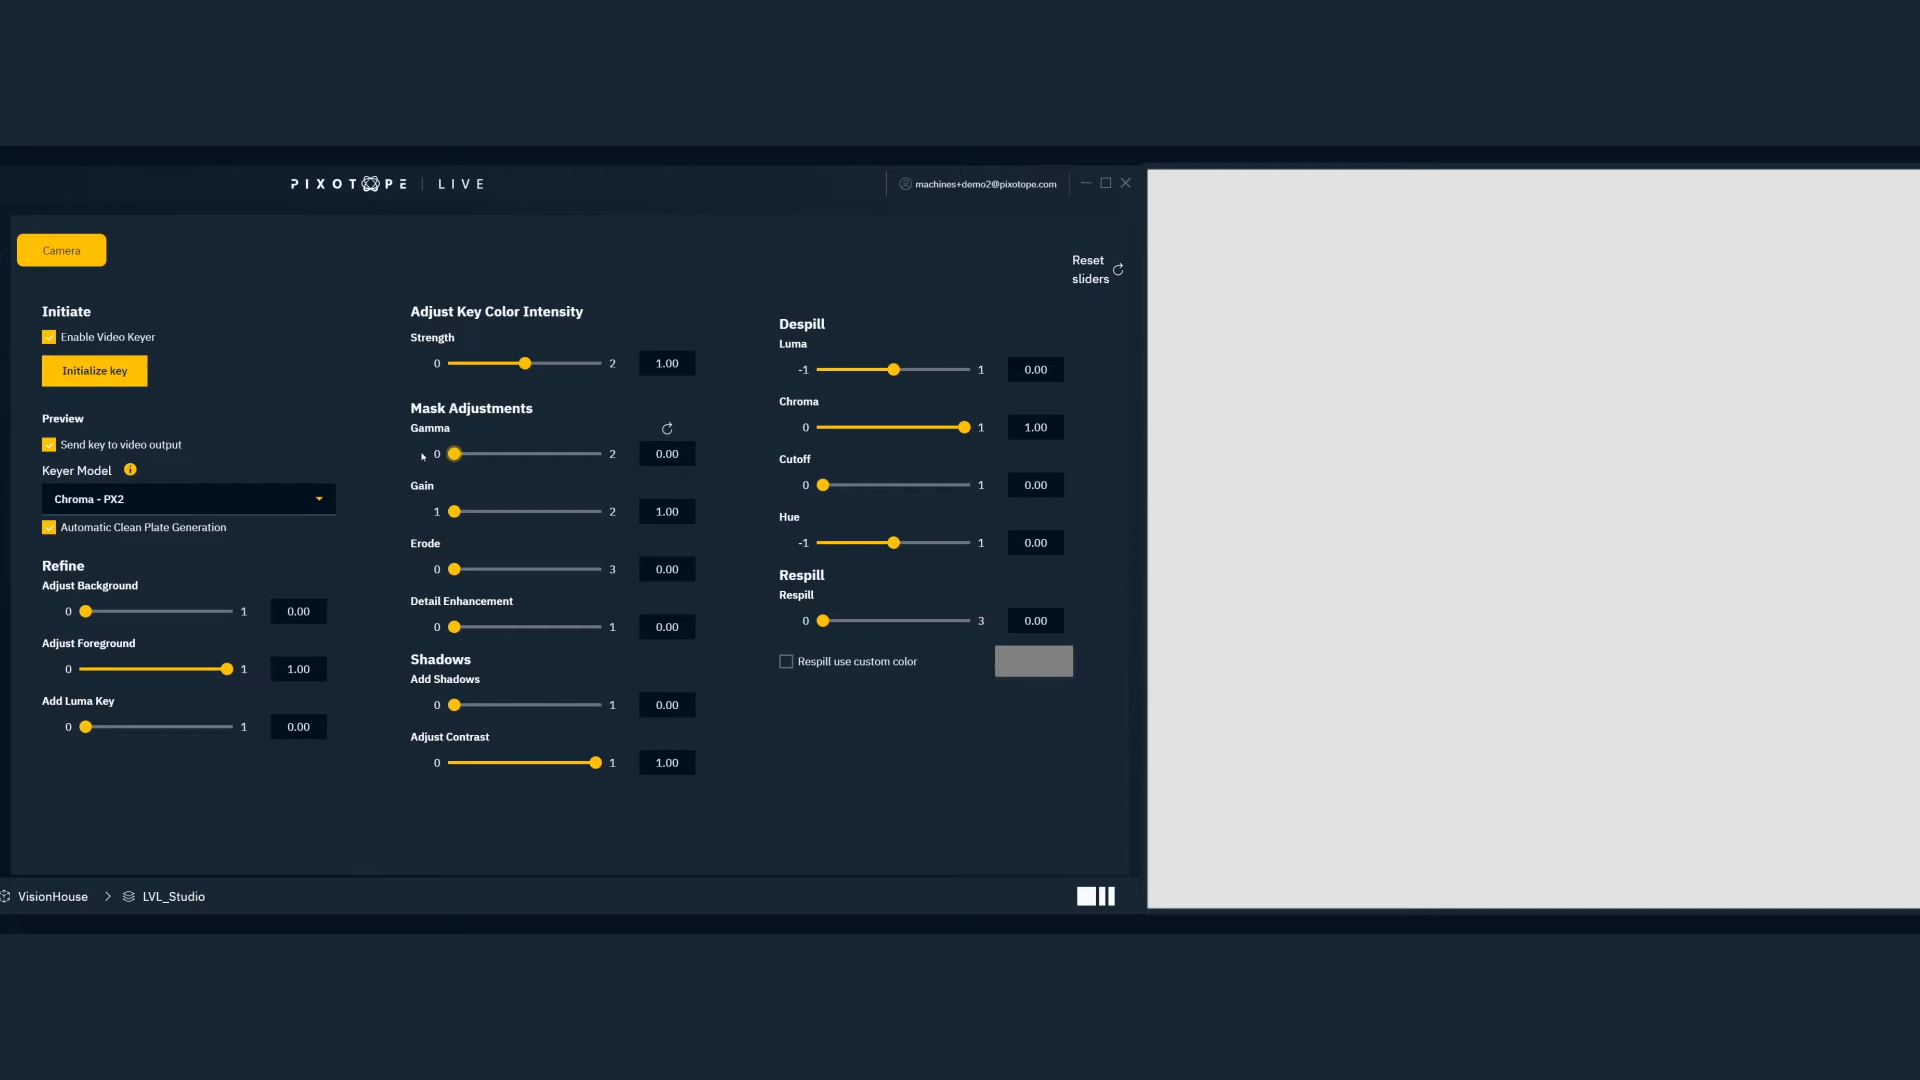 PIXOTOPE | LIVE
machines+demo2@pixotope.com
Camera
Reset
sliders
Initiate
Enable Video Keyer
Initialize key
Preview
Send key to video output
Keyer Model
Chroma - PX2
Automatic Clean Plate Generation
Refine
Adjust Background
0 1 0.00
Adjust Foreground
0 1 1.00
Add Luma Key
0 1 0.00
Adjust Key Color Intensity
Strength
0 2 1.00
Mask Adjustments
Gamma
0 2 0.00
Gain
1 2 1.00
Erode
0 3 0.00
Detail Enhancement
0 1 0.00
Shadows
Add Shadows
0 1 0.00
Adjust Contrast
0 1 1.00
Despill
Luma
-1 1 0.00
Chroma
0 1 1.00
Cutoff
0 1 0.00
Hue
-1 1 0.00
Respill
Respill
0 3 0.00
Respill use custom color
VisionHouse > LVL_Studio